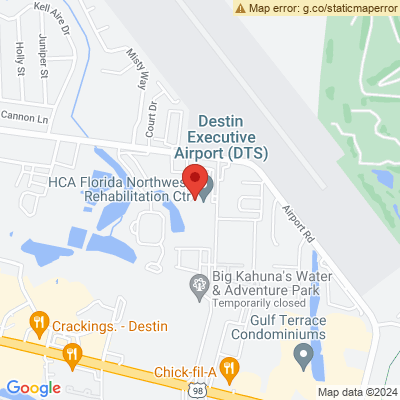 Map error: g.co/staticmaperror
Kell Aire Dr
Juniper St
Holly St
Misty Way
Court Dr
Cannon Ln
Destin
Executive
Airport (DTS)
HCA Florida Northwes
Rehabilitation Ctr
Airport Rd
Big Kahuna's Water
& Adventure Park
Temporarily closed
Gulf Terrace
Condominiums
Crackings. - Destin
Chick-fil-A
98
Google
Map data ©2024